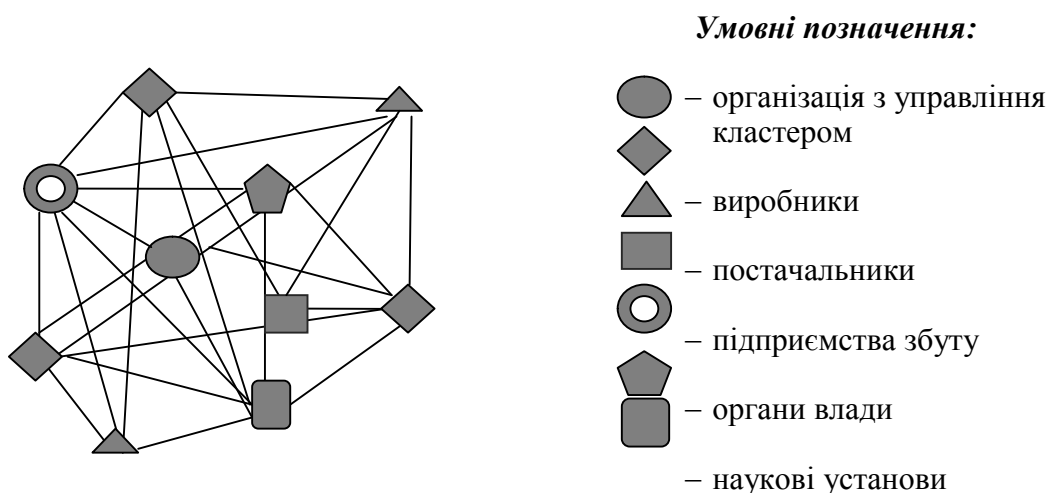 Умовні позначення:
– організація з управління
кластером
– виробники
– постачальники
– підприємства збуту
– органи влади
– наукові установи